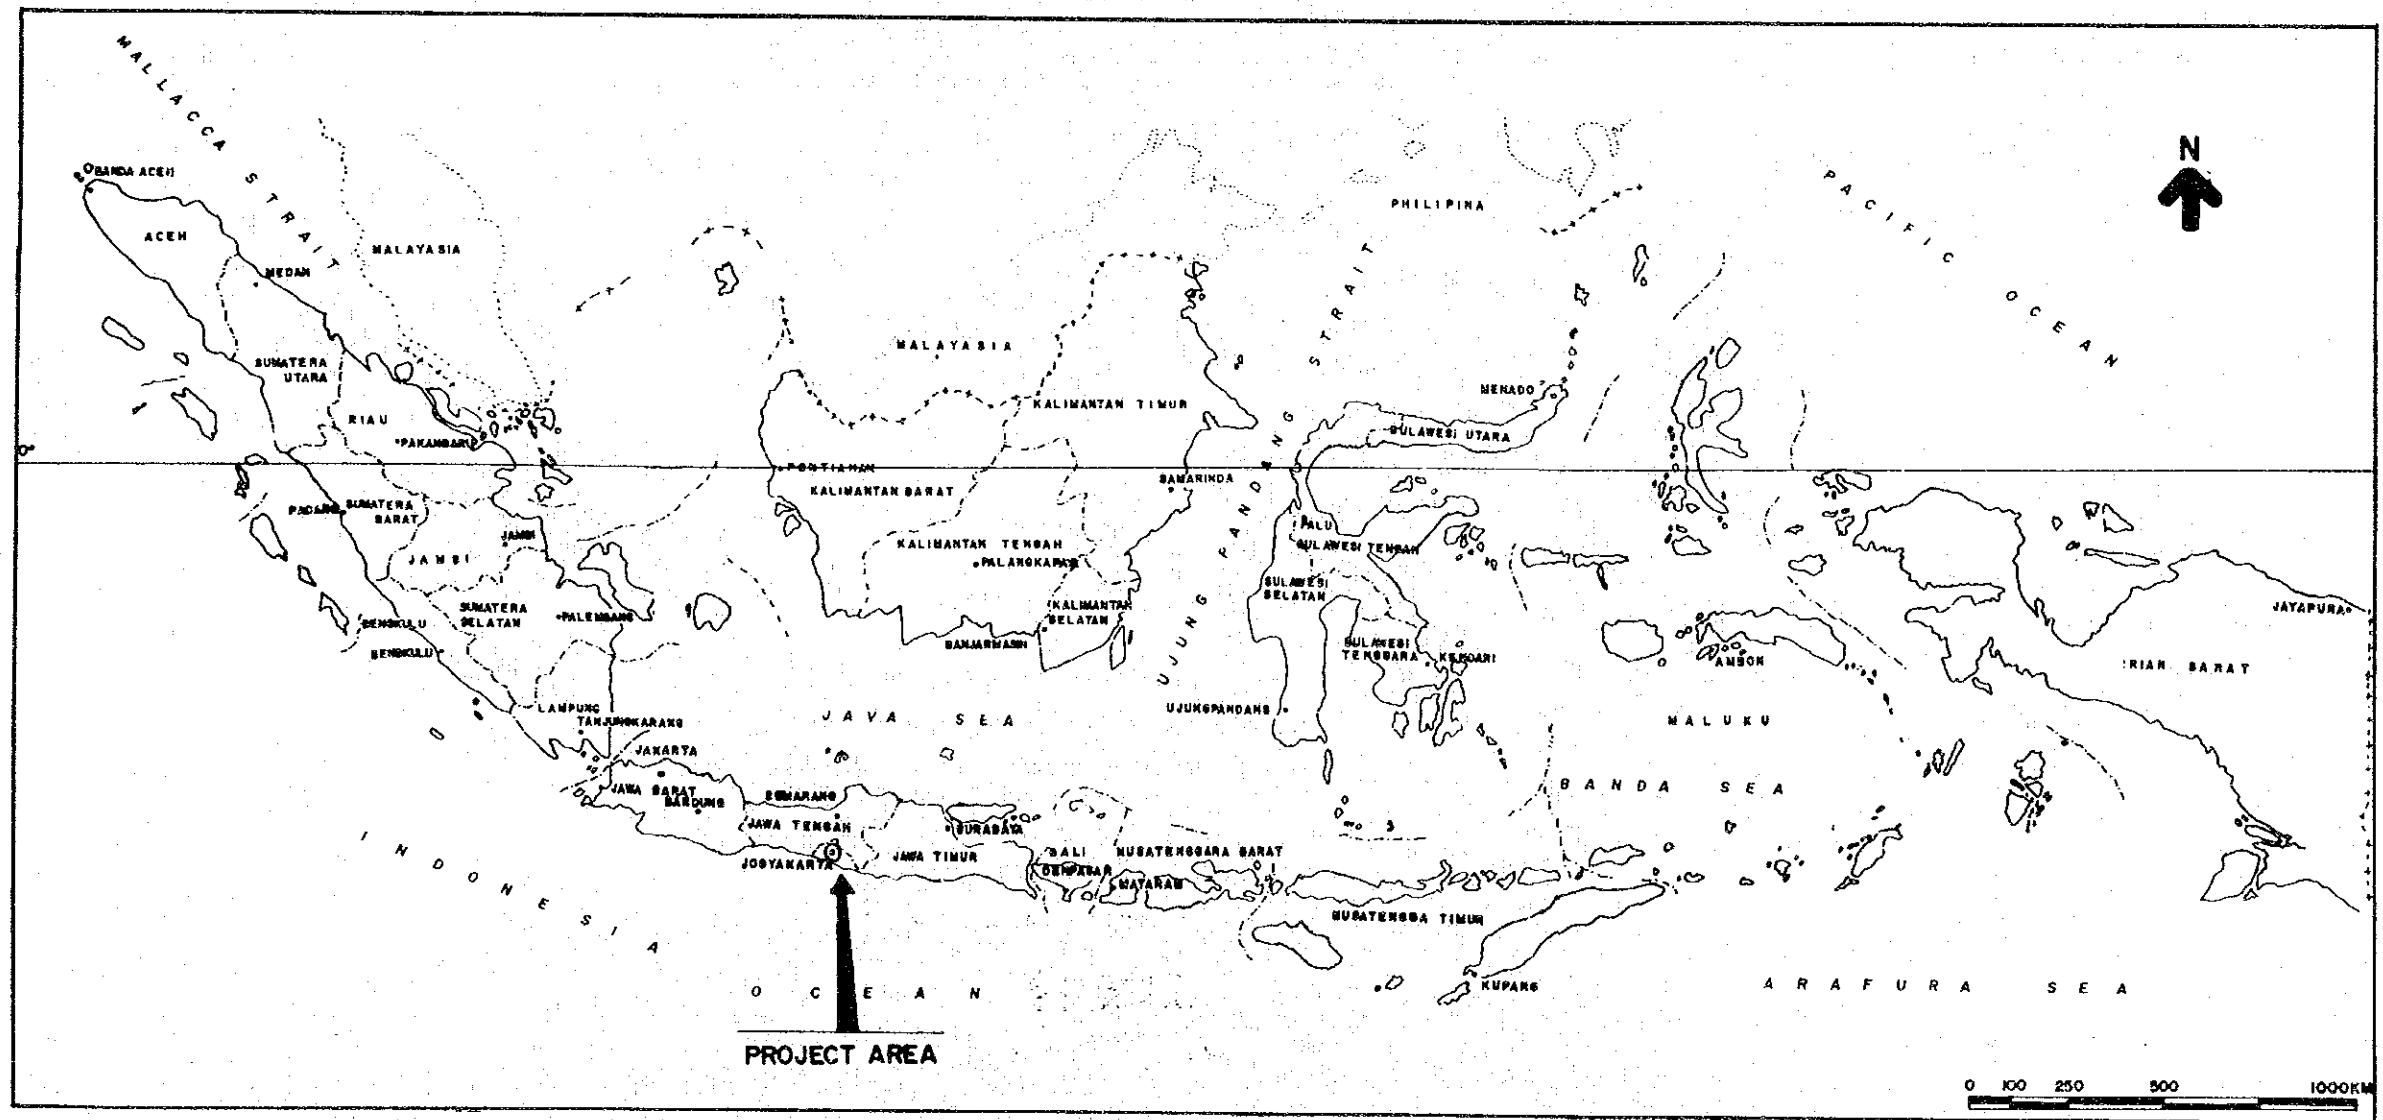 MALLACCA STRAIT
N
BANDA ACEH
PHILIPINA
PACIFIC OCEAN
ACEH
MALAYASIA
MEDAN
UJUNG PANDANG STRAIT
MALAYASIA
SUMATERA
UTARA
MENADO
KALIMANTAN TIMUR
RIAU
PAKANBARU
SULAWESI UTARA
0°
PONTIANAK
SAMARINDA
KALIMANTAN BARAT
PADANG
SUMATERA
BARAT
PALU
JAMBI
KALIMANTAN TENGAH
SULAWESI TENGAH
JAMBI
PALANGKARAYA
SULAWESI
SELATAN
SUMATERA
SELATAN
PALEMBANG
KALIMANTAN
SELATAN
JAYAPURA
BENGKULU
BENGKULU
BANJARMASIN
SULAWESI
TENGGARA
KENDARI
AMBON
IRIAN BARAT
LAMPUNG
TANJUNGKARANG
JAVA SEA
UJUNGPANDANG
MALUKU
JAKARTA
JAWA BARAT
BANDUNG
SEMARANG
BANDA SEA
JAWA TENGAH
SURABAYA
JOGYAKARTA
JAWA TIMUR
BALI
DENPASAR
NUSATENGGARA BARAT
MATARAM
NUSATENGGA TIMUR
INDONESIA
OCEAN
KUPANG
ARAFURA SEA
PROJECT AREA
0 100 250 500 1000KM